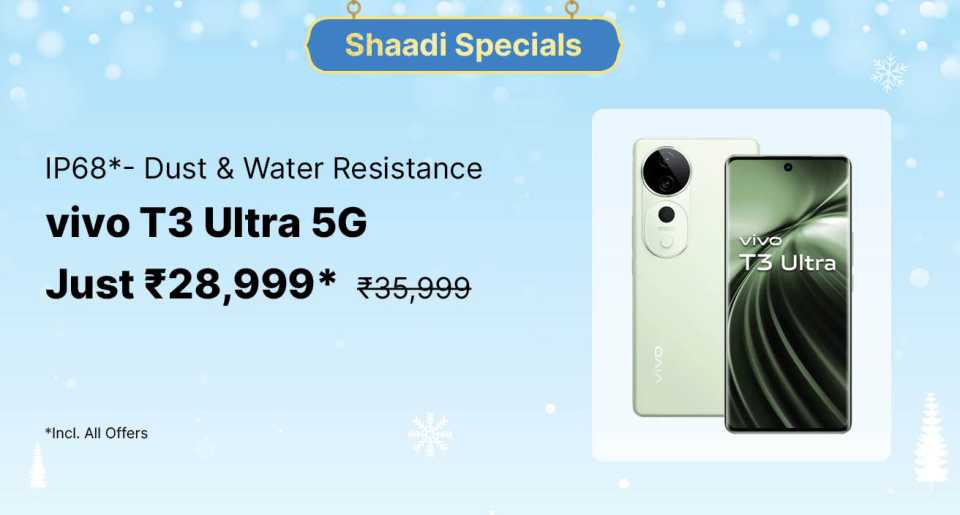 Shaadi Specials
IP68*- Dust & Water Resistance
vivo T3 Ultra 5G
Just ₹28,999* ₹35,999
*Incl. All Offers
vivo
T3 Ultra
vivo